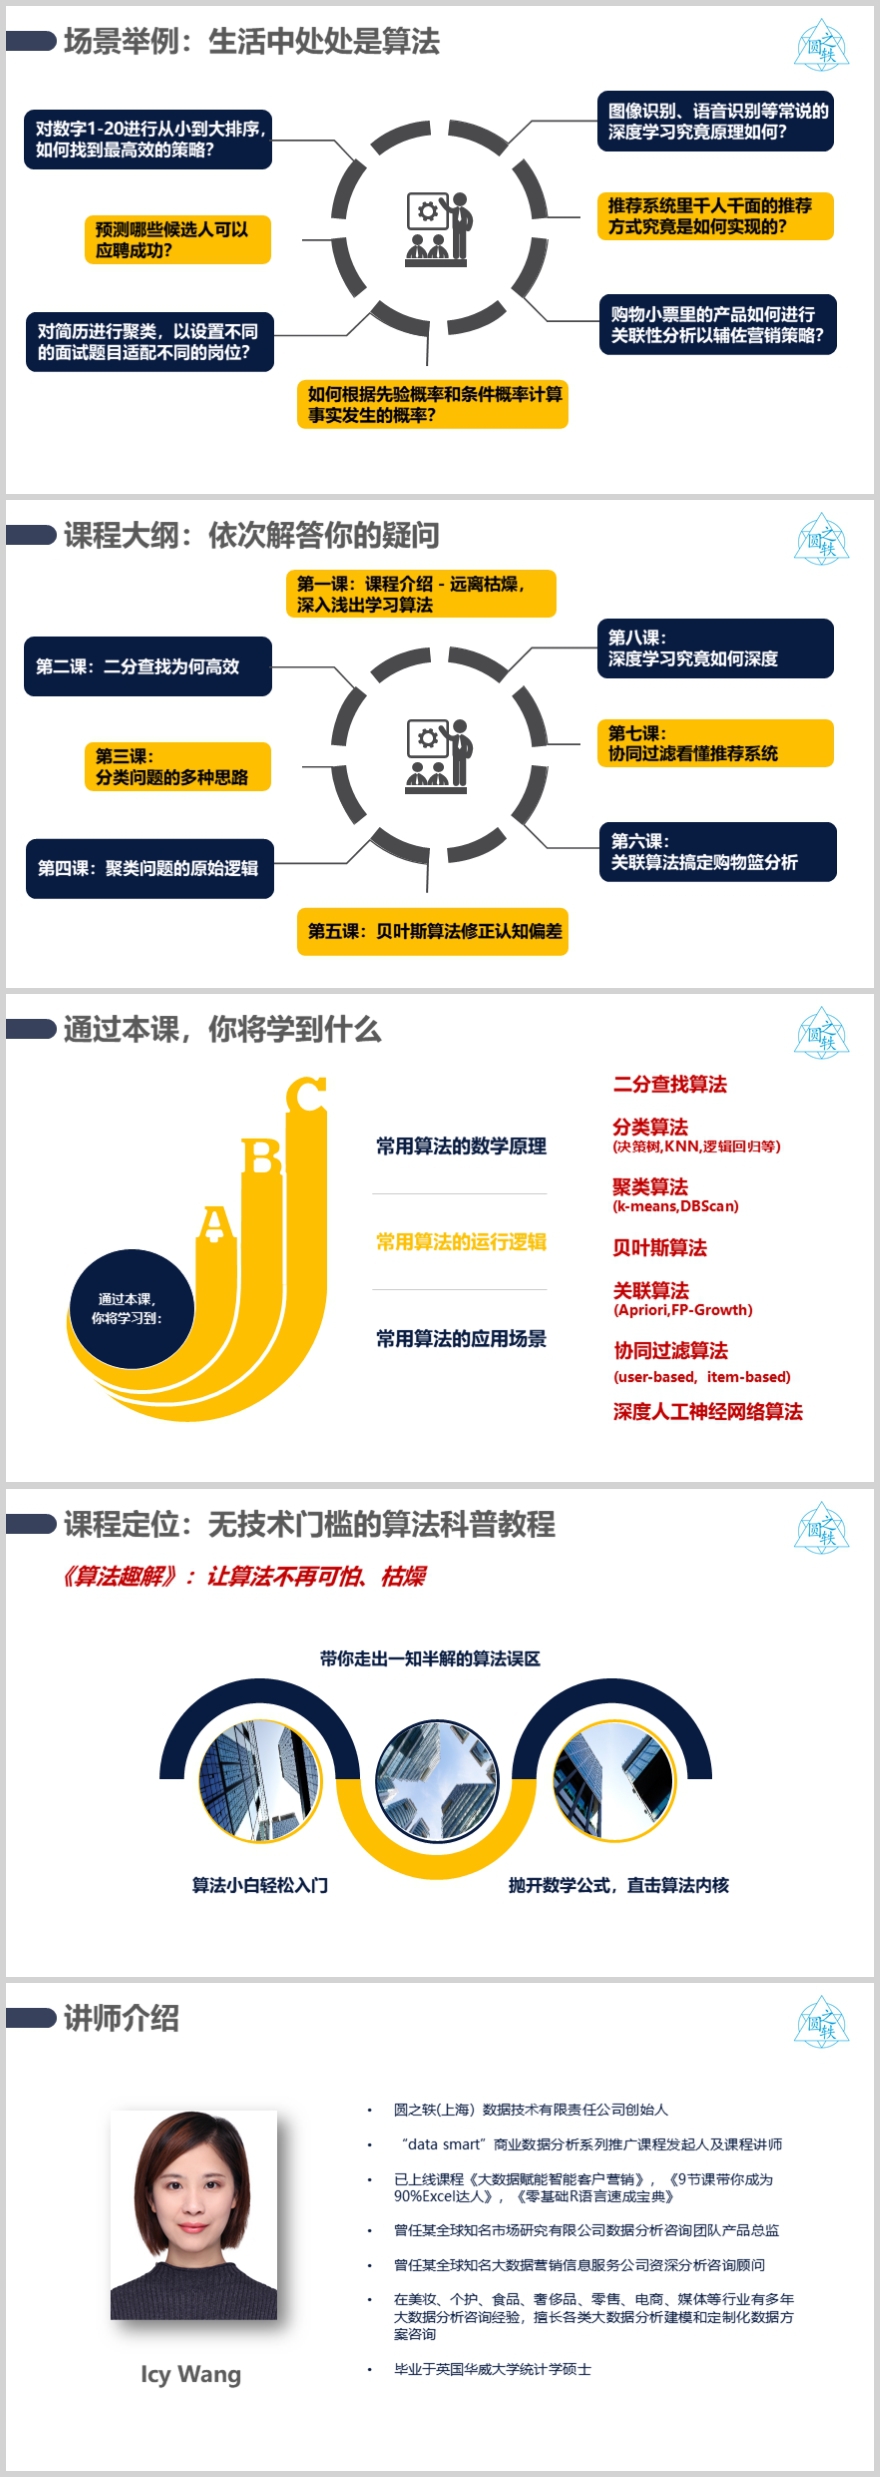 场景举例：生活中处处是算法
圆之轶
对数字1-20进行从小到大排序，
如何找到最高效的策略？
图像识别、语音识别等常说的
深度学习究竟原理如何？
预测哪些候选人可以
应聘成功？
推荐系统里千人千面的推荐
方式究竟是如何实现的？
对简历进行聚类，以设置不同
的面试题目适配不同的岗位？
购物小票里的产品如何进行
关联性分析以辅佐营销策略？
如何根据先验概率和条件概率计算
事实发生的概率？
课程大纲：依次解答你的疑问
圆之轶
第一课：课程介绍 - 远离枯燥，
深入浅出学习算法
第二课：二分查找为何高效
第八课：
深度学习究竟如何深度
第三课：
分类问题的多种思路
第七课：
协同过滤看懂推荐系统
第四课：聚类问题的原始逻辑
第六课：
关联算法搞定购物篮分析
第五课：贝叶斯算法修正认知偏差
通过本课，你将学到什么
圆之轶
A
B
C
通过本课，
你将学习到：
常用算法的数学原理
常用算法的运行逻辑
常用算法的应用场景
二分查找算法
分类算法
(决策树,KNN,逻辑回归等)
聚类算法
(k-means,DBScan)
贝叶斯算法
关联算法
(Apriori,FP-Growth)
协同过滤算法
(user-based,  item-based)
深度人工神经网络算法
课程定位：无技术门槛的算法科普教程
圆之轶
《算法趣解》：让算法不再可怕、枯燥
带你走出一知半解的算法误区
算法小白轻松入门
抛开数学公式，直击算法内核
讲师介绍
圆之轶
Icy Wang
• 圆之轶(上海）数据技术有限责任公司创始人
• “data smart”商业数据分析系列推广课程发起人及课程讲师
• 已上线课程《大数据赋能智能客户营销》，《9节课带你成为
90%Excel达人》，《零基础R语言速成宝典》
• 曾任某全球知名市场研究有限公司数据分析咨询团队产品总监
• 曾任某全球知名大数据营销信息服务公司资深分析咨询顾问
• 在美妆、个护、食品、奢侈品、零售、电商、媒体等行业有多年
大数据分析咨询经验，擅长各类大数据分析建模和定制化数据方
案咨询
• 毕业于英国华威大学统计学硕士